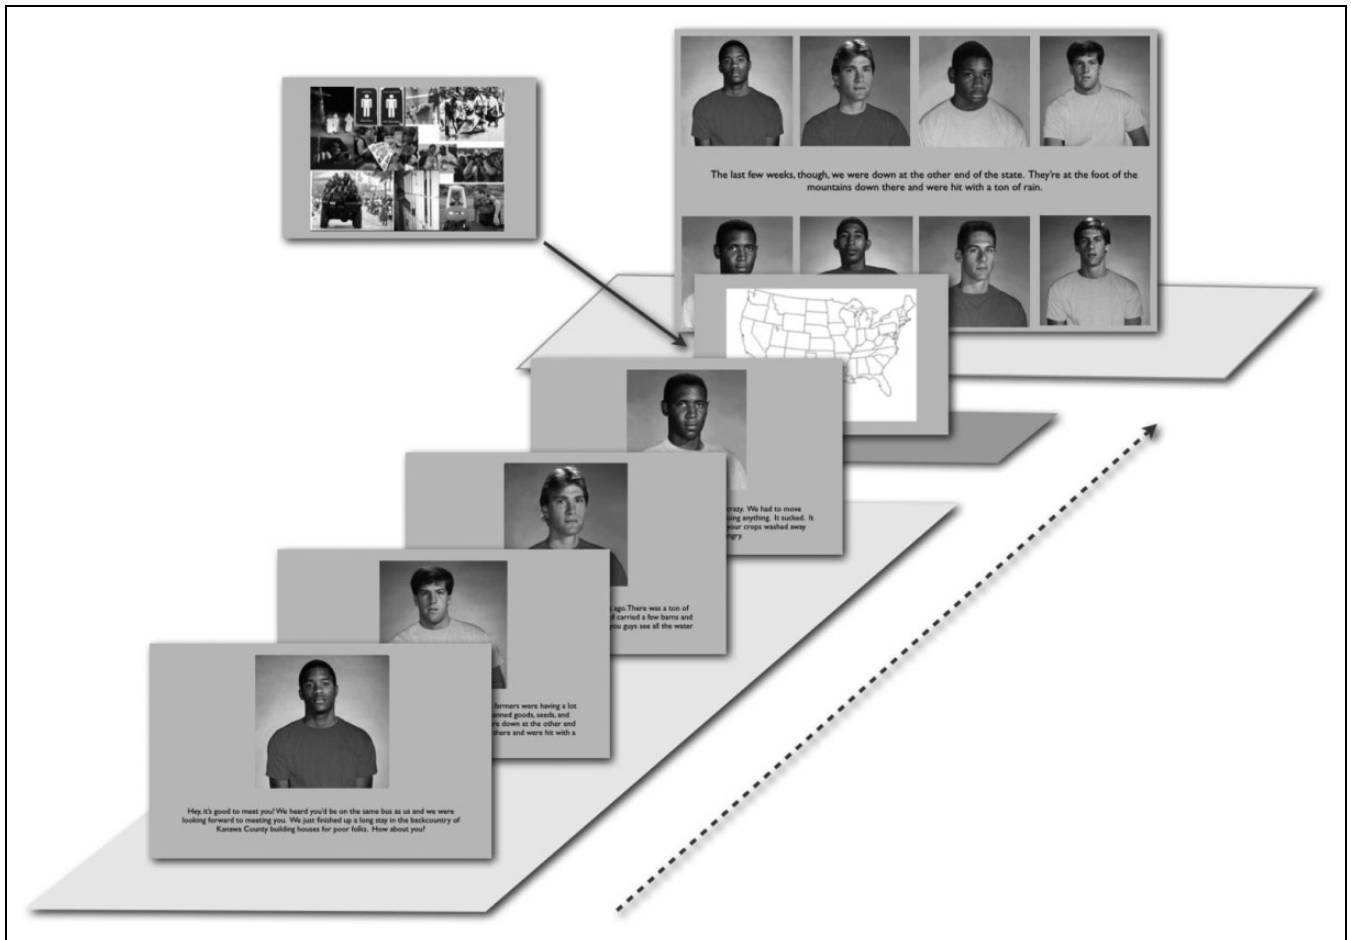 The last few weeks, though, we were down at the other end of the state. They're at the foot of the
mountains down there and were hit with a ton of rain.
crazy. We had to move
oing anything. It sucked. It
your crops washed away
ngry.
s ago. There was a ton of
d carried a few barns and
you guys see all the water
farmers were having a lot
anned goods, seeds, and
re down at the other end
there and were hit with a
Hey, it's good to meet you! We heard you'd be on the same bus as us and we were
looking forward to meeting you. We just finished up a long stay in the backcountry of
Kanawa County building houses for poor folks. How about you?